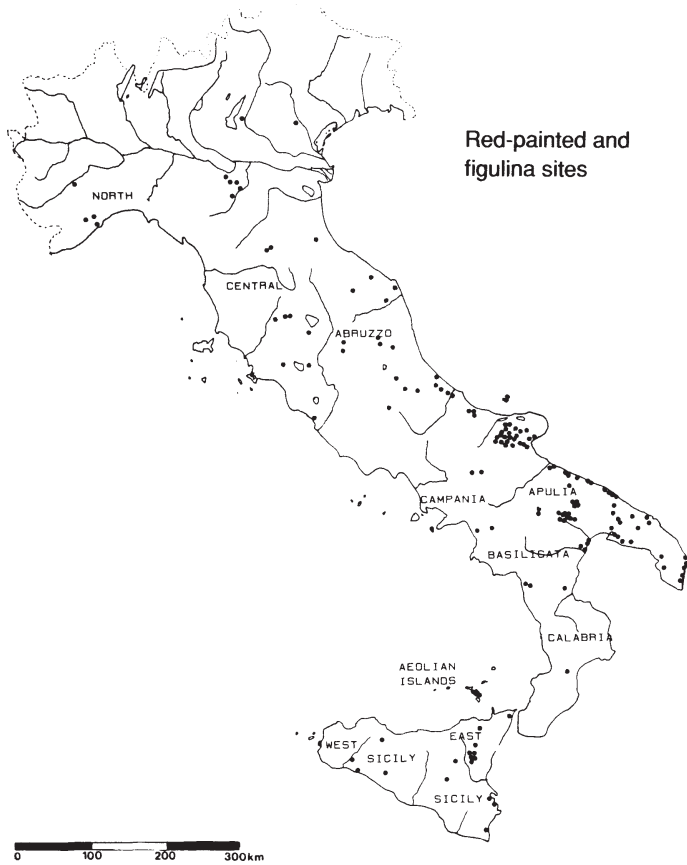 Red-painted and
figulina sites
NORTH
CENTRAL
ABRUZZO
CAMPANIA
APULIA
BASILICATA
CALABRIA
AEOLIAN
ISLANDS
WEST
SICILY
EAST
SICILY
0 100 200 300km